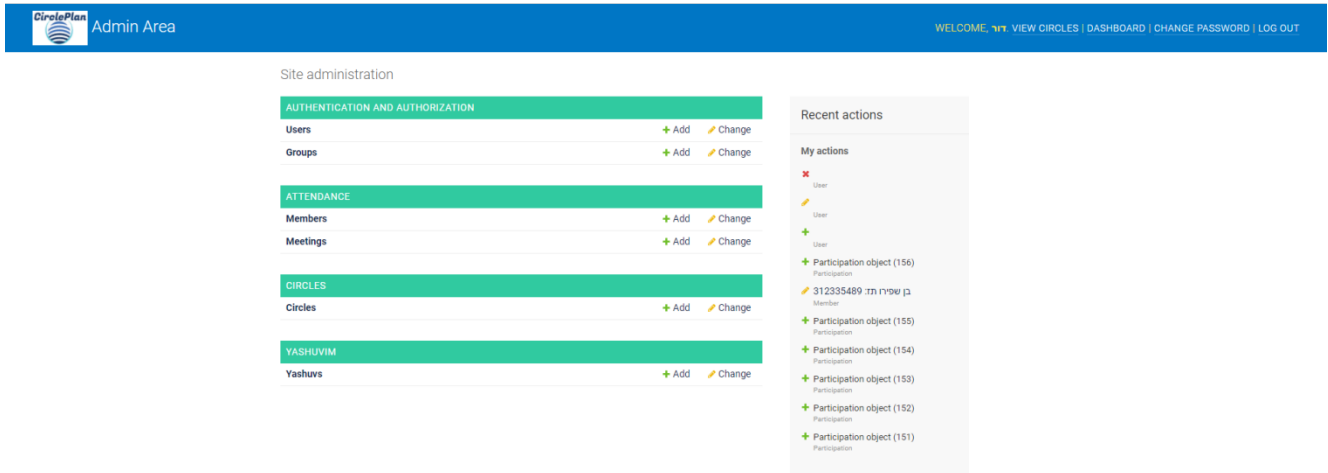 CirclePlan
Admin Area
WELCOME, דור. VIEW CIRCLES | DASHBOARD | CHANGE PASSWORD | LOG OUT
Site administration
AUTHENTICATION AND AUTHORIZATION
Users + Add Change
Groups + Add Change
ATTENDANCE
Members + Add Change
Meetings + Add Change
CIRCLES
Circles + Add Change
YASHUVIM
Yashuvs + Add Change
Recent actions
My actions
User
User
User
Participation object (156)
Participation
בן שפירו תז: 312335489
Member
Participation object (155)
Participation
Participation object (154)
Participation
Participation object (153)
Participation
Participation object (152)
Participation
Participation object (151)
Participation